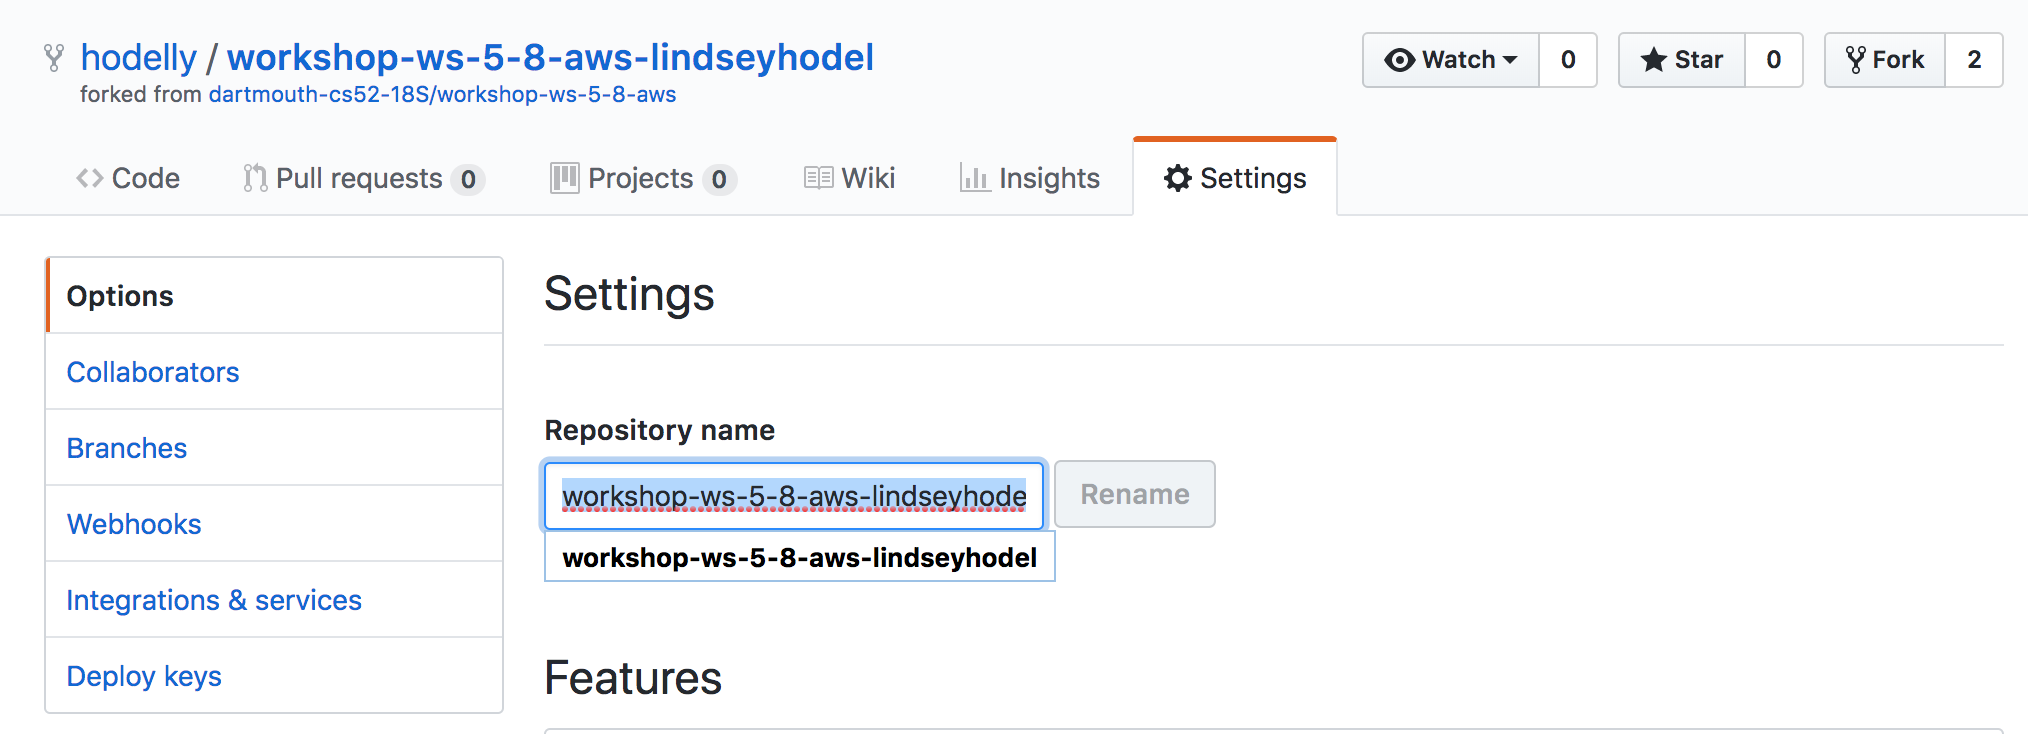 hodelly / workshop-ws-5-8-aws-lindseyhodel
forked from dartmouth-cs52-18S/workshop-ws-5-8-aws
Watch 0 Star 0 Fork 2
Code Pull requests 0 Projects 0 Wiki Insights Settings
Options
Collaborators
Branches
Webhooks
Integrations & services
Deploy keys
Settings
Repository name
workshop-ws-5-8-aws-lindseyhode Rename
workshop-ws-5-8-aws-lindseyhodel
Features